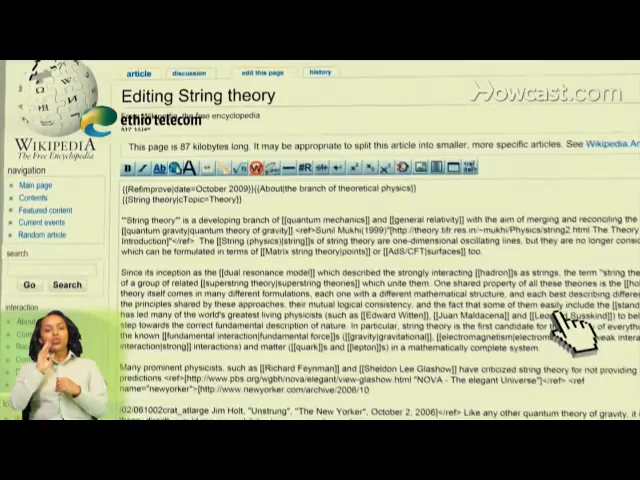 article discussion edit this page history
Howcast.com
Editing String theory
ethio telecom
the free encyclopedia
WIKIPEDIA
The Free Encyclopedia
This page is 87 kilobytes long. It may be appropriate to split this article into smaller, more specific articles. See Wikipedia:Ar
navigation
Main page
Contents
Featured content
Current events
Random article
search
Go Search
interaction
{{Refimprove|date=October 2009}}{{About|the branch of theoretical physics}}
{{String theory|cTopic=Theory}}
'''String theory''' is a developing branch of [[quantum mechanics]] and [[general relativity]] with the aim of merging and reconciling the
[[quantum gravity|quantum theory of gravity]] <ref>Sunil Mukhi(1999)"[http://theory.tifr.res.in/~mukhi/Physics/string2.html The Theory
Introduction]"</ref> The [[String (physics)|string]]s of string theory are one-dimensional oscillating lines, but they are no longer cons
which can be formulated in terms of [[Matrix string theory|points]] or [[AdS/CFT|surfaces]] too.
Since its inception as the [[dual resonance model]] which described the strongly interacting [[hadron]]s as strings, the term "string the
of a group of related [[superstring theory|superstring theories]] which unite them. One shared property of all these theories is the [[hol
theory itself comes in many different formulations, each one with a different mathematical structure, and each best describing differen
the principles shared by these approaches, their mutual logical consistency, and the fact that some of them easily include the [[stand
has led many of the world's greatest living physicists (such as [[Edward Witten]], [[Juan Maldacena]] and [[Leo Susskind]]) to bel
step towards the correct fundamental description of nature. In particular, string theory is the first candidate for of everyth
the known [[fundamental interaction|fundamental force]]s ([[gravity|gravitational]], [[electromagnetism|electrom eak intera
interaction|strong]] interactions) and matter ([[quark]]s and [[lepton]]s) in a mathematically complete system.
Many prominent physicists, such as [[Richard Feynman]] and [[Sheldon Lee Glashow]] have criticized string theory for not providing
predictions <ref>[http://www.pbs.org/wgbh/nova/elegant/view-glashow.html "NOVA - The elegant Universe"]</ref> <ref
name="newyorker">[http://www.newyorker.com/archive/2006/10
/02/061002crat_atlarge Jim Holt, "Unstrung", "The New Yorker", October 2, 2006]</ref> Like any other quantum theory of gravity, it